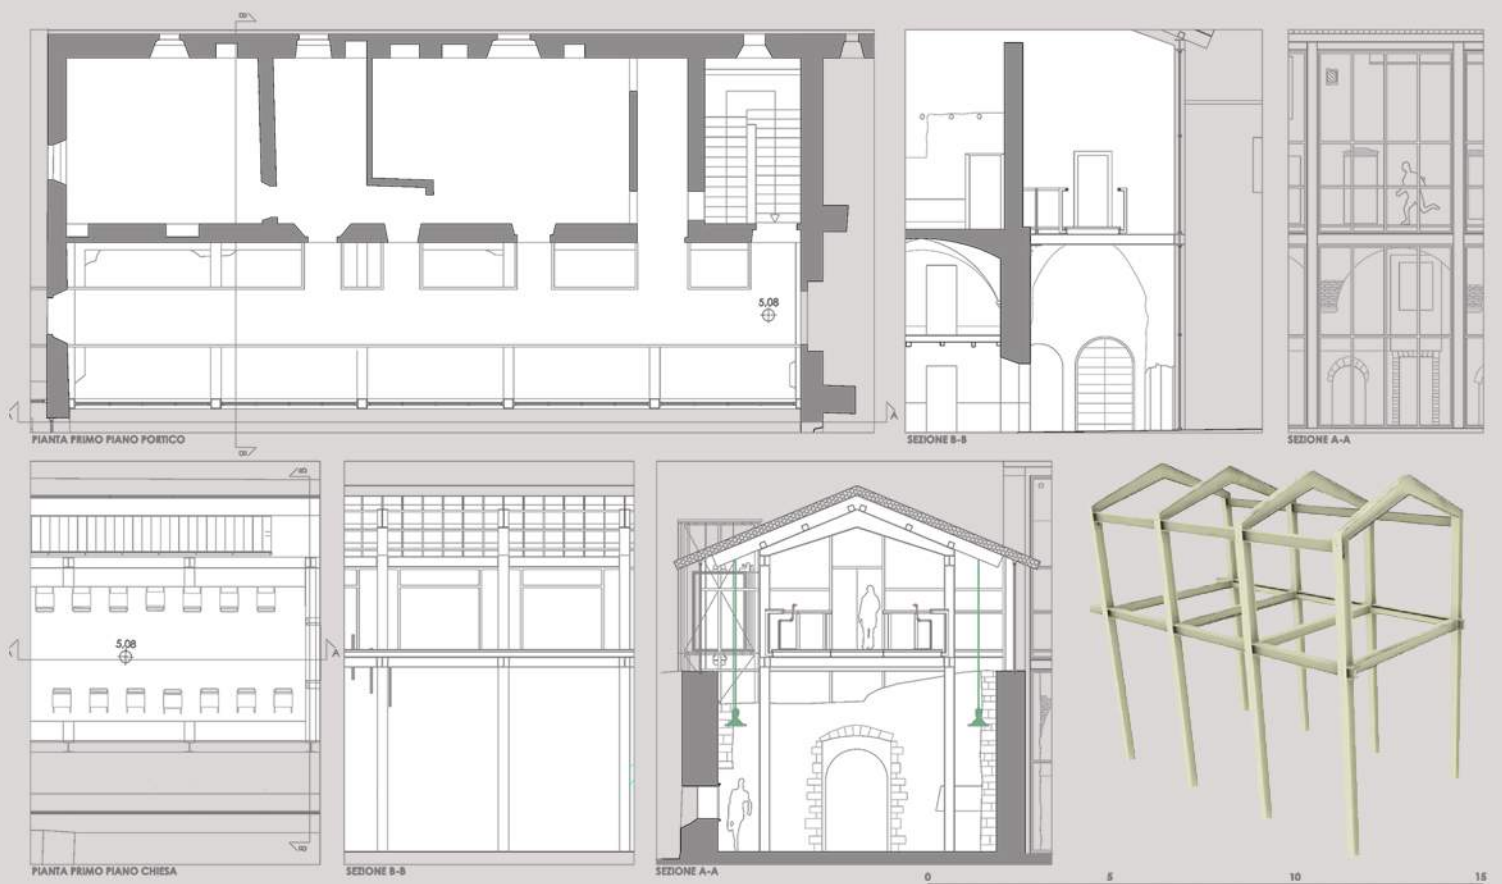 B
5,08
A
B
PIANTA PRIMO PIANO PORTICO
SEZIONE B-B
SEZIONE A-A
B
5,08
A
B
PIANTA PRIMO PIANO CHIESA
SEZIONE B-B
SEZIONE A-A
0 5 10 15